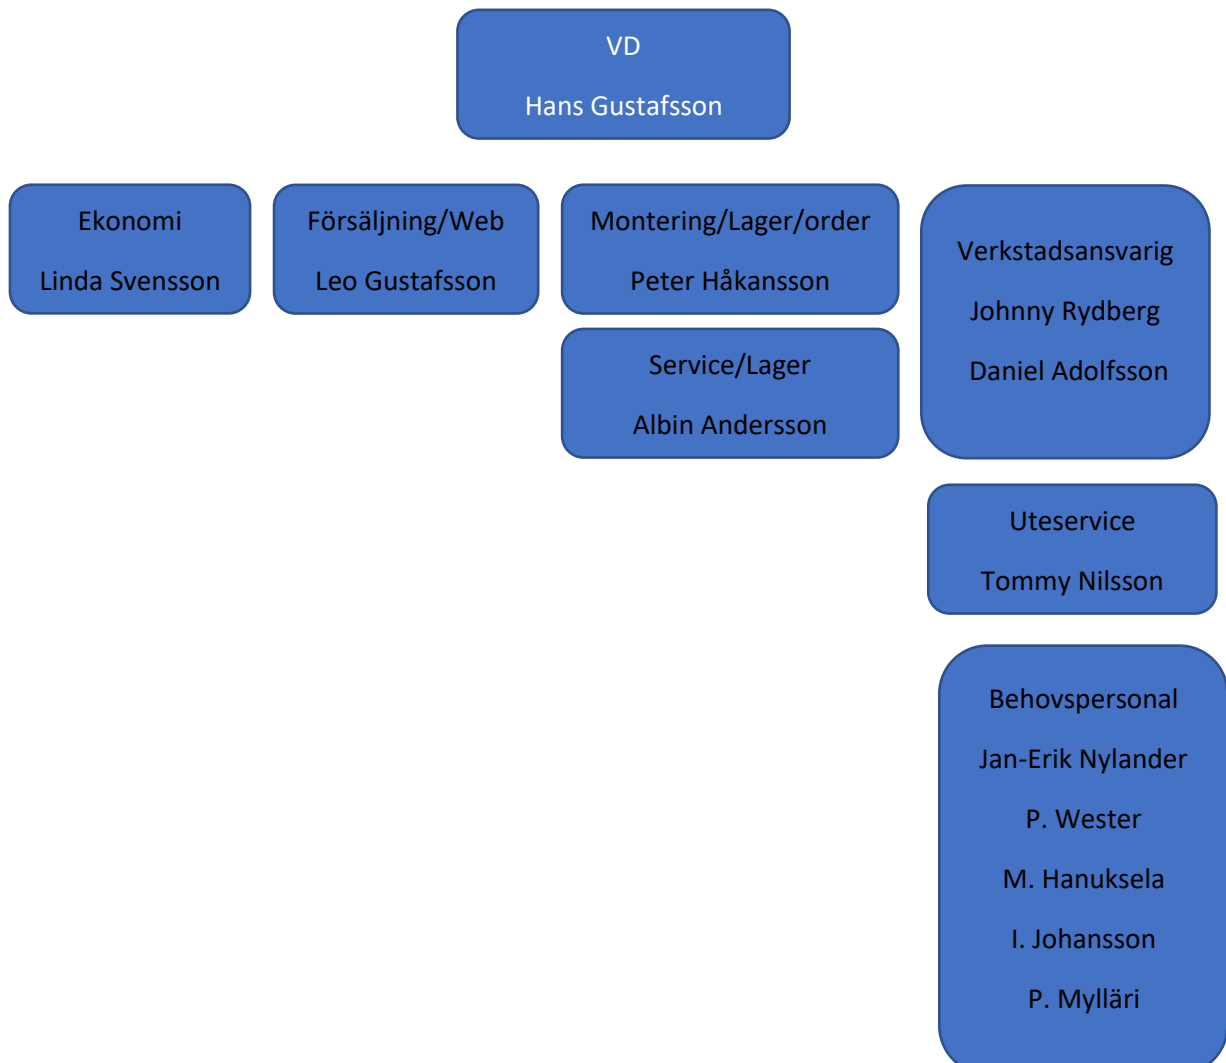 VD
Hans Gustafsson
Ekonomi
Linda Svensson
Försäljning/Web
Leo Gustafsson
Montering/Lager/order
Peter Håkansson
Service/Lager
Albin Andersson
Verkstadsansvarig
Johnny Rydberg
Daniel Adolfsson
Uteservice
Tommy Nilsson
Behovspersonal
Jan-Erik Nylander
P. Wester
M. Hanuksela
I. Johansson
P. Mylläri